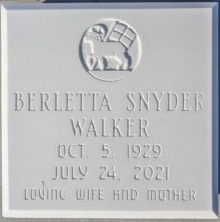 BERLETTA SNYDER
WALKER
OCT. 5, 1929
JULY 24, 2021
LOVING WIFE AND MOTHER